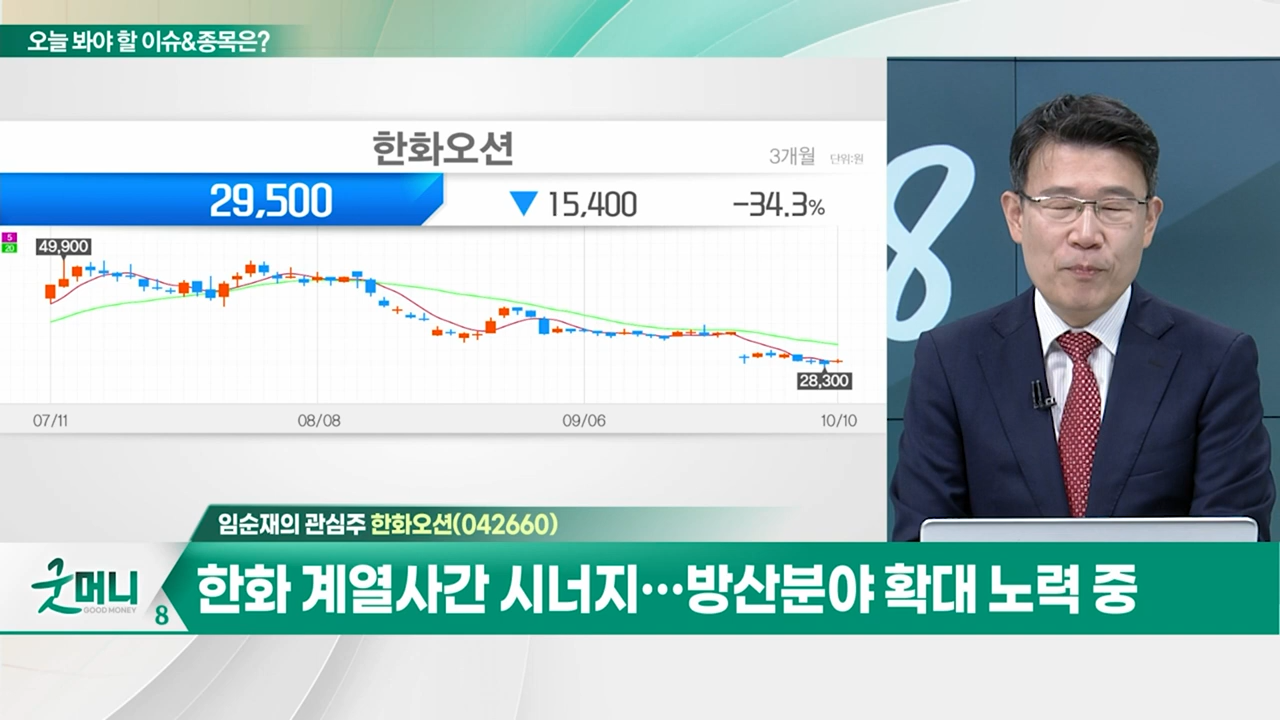 오늘 봐야 할 이슈&종목은?
한화오션
3개월 단위:원
29,500 ▼ 15,400 -34.3%
5
20
49,900
28,300
07/11 08/08 09/06 10/10
8
임순재의 관심주 한화오션(042660)
굿머니
GOOD MONEY
8
한화 계열사간 시너지…방산분야 확대 노력 중